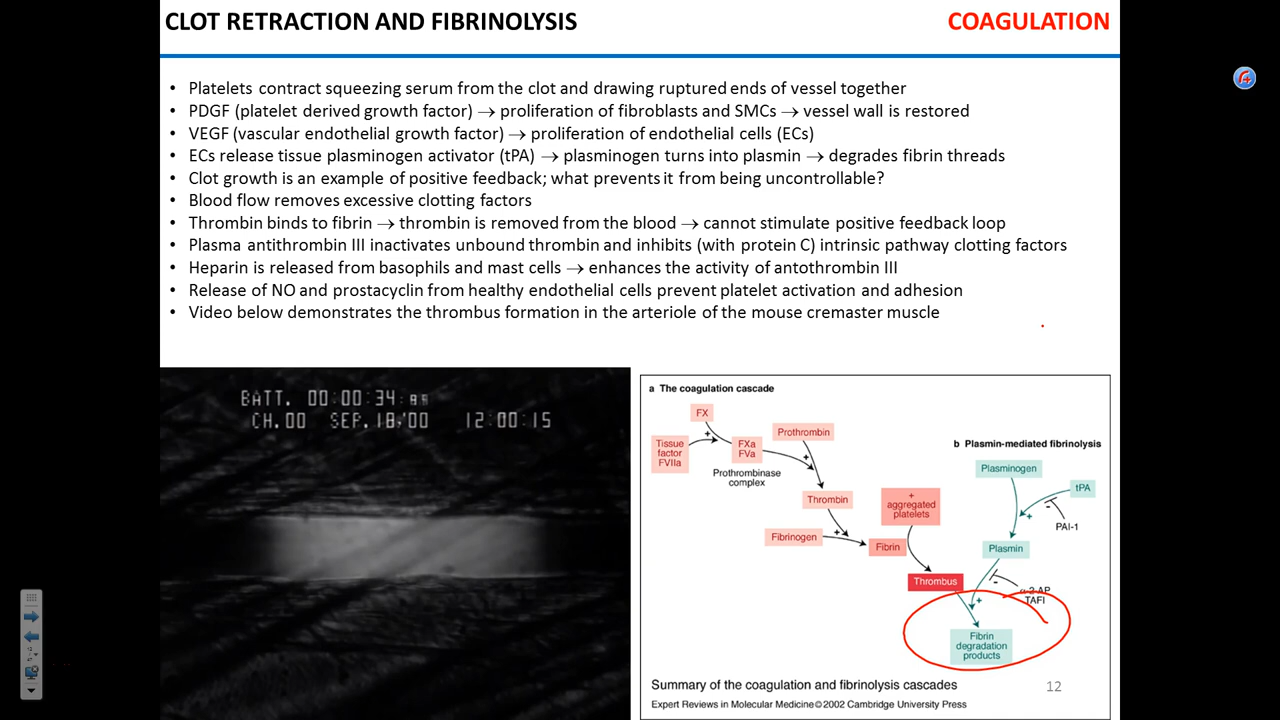 CLOT RETRACTION AND FIBRINOLYSIS
COAGULATION
• Platelets contract squeezing serum from the clot and drawing ruptured ends of vessel together
• PDGF (platelet derived growth factor) → proliferation of fibroblasts and SMCs → vessel wall is restored
• VEGF (vascular endothelial growth factor) → proliferation of endothelial cells (ECs)
• ECs release tissue plasminogen activator (tPA) → plasminogen turns into plasmin → degrades fibrin threads
• Clot growth is an example of positive feedback; what prevents it from being uncontrollable?
• Blood flow removes excessive clotting factors
• Thrombin binds to fibrin → thrombin is removed from the blood → cannot stimulate positive feedback loop
• Plasma antithrombin III inactivates unbound thrombin and inhibits (with protein C) intrinsic pathway clotting factors
• Heparin is released from basophils and mast cells → enhances the activity of antothrombin III
• Release of NO and prostacyclin from healthy endothelial cells prevent platelet activation and adhesion
• Video below demonstrates the thrombus formation in the arteriole of the mouse cremaster muscle
BATT. 00:00:34
CH.00 SEP.18,'00 12:00:15
a The coagulation cascade
FX
+
Tissue
factor
FVIIa
FXa
FVa
Prothrombinase
complex
Prothrombin
+
Thrombin
Fibrinogen
+
Fibrin
+
aggregated
platelets
Thrombus
b Plasmin-mediated fibrinolysis
Plasminogen
tPA
+
-
PAI-1
Plasmin
-
α-2-AP
TAFI
+
Fibrin
degradation
products
Summary of the coagulation and fibrinolysis cascades
12
Expert Reviews in Molecular Medicine©2002 Cambridge University Press